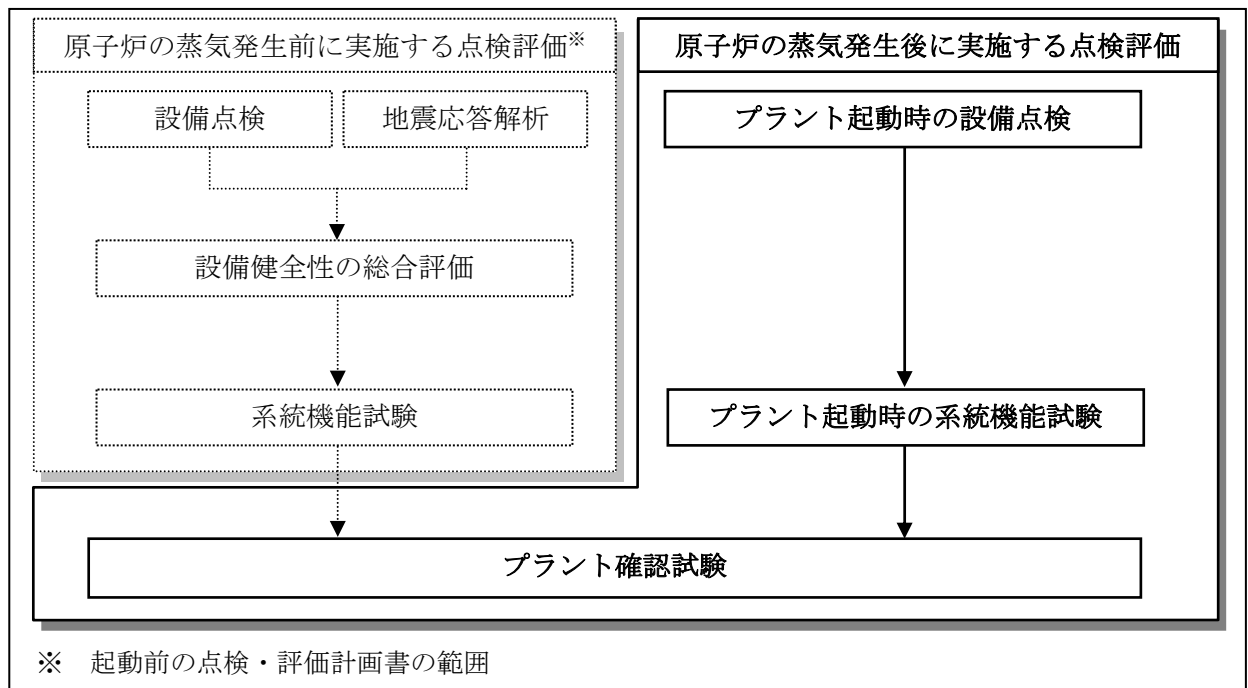 原子炉の蒸気発生前に実施する点検評価※
設備点検
地震応答解析
設備健全性の総合評価
系統機能試験
原子炉の蒸気発生後に実施する点検評価
プラント起動時の設備点検
プラント起動時の系統機能試験
プラント確認試験
※ 起動前の点検・評価計画書の範囲